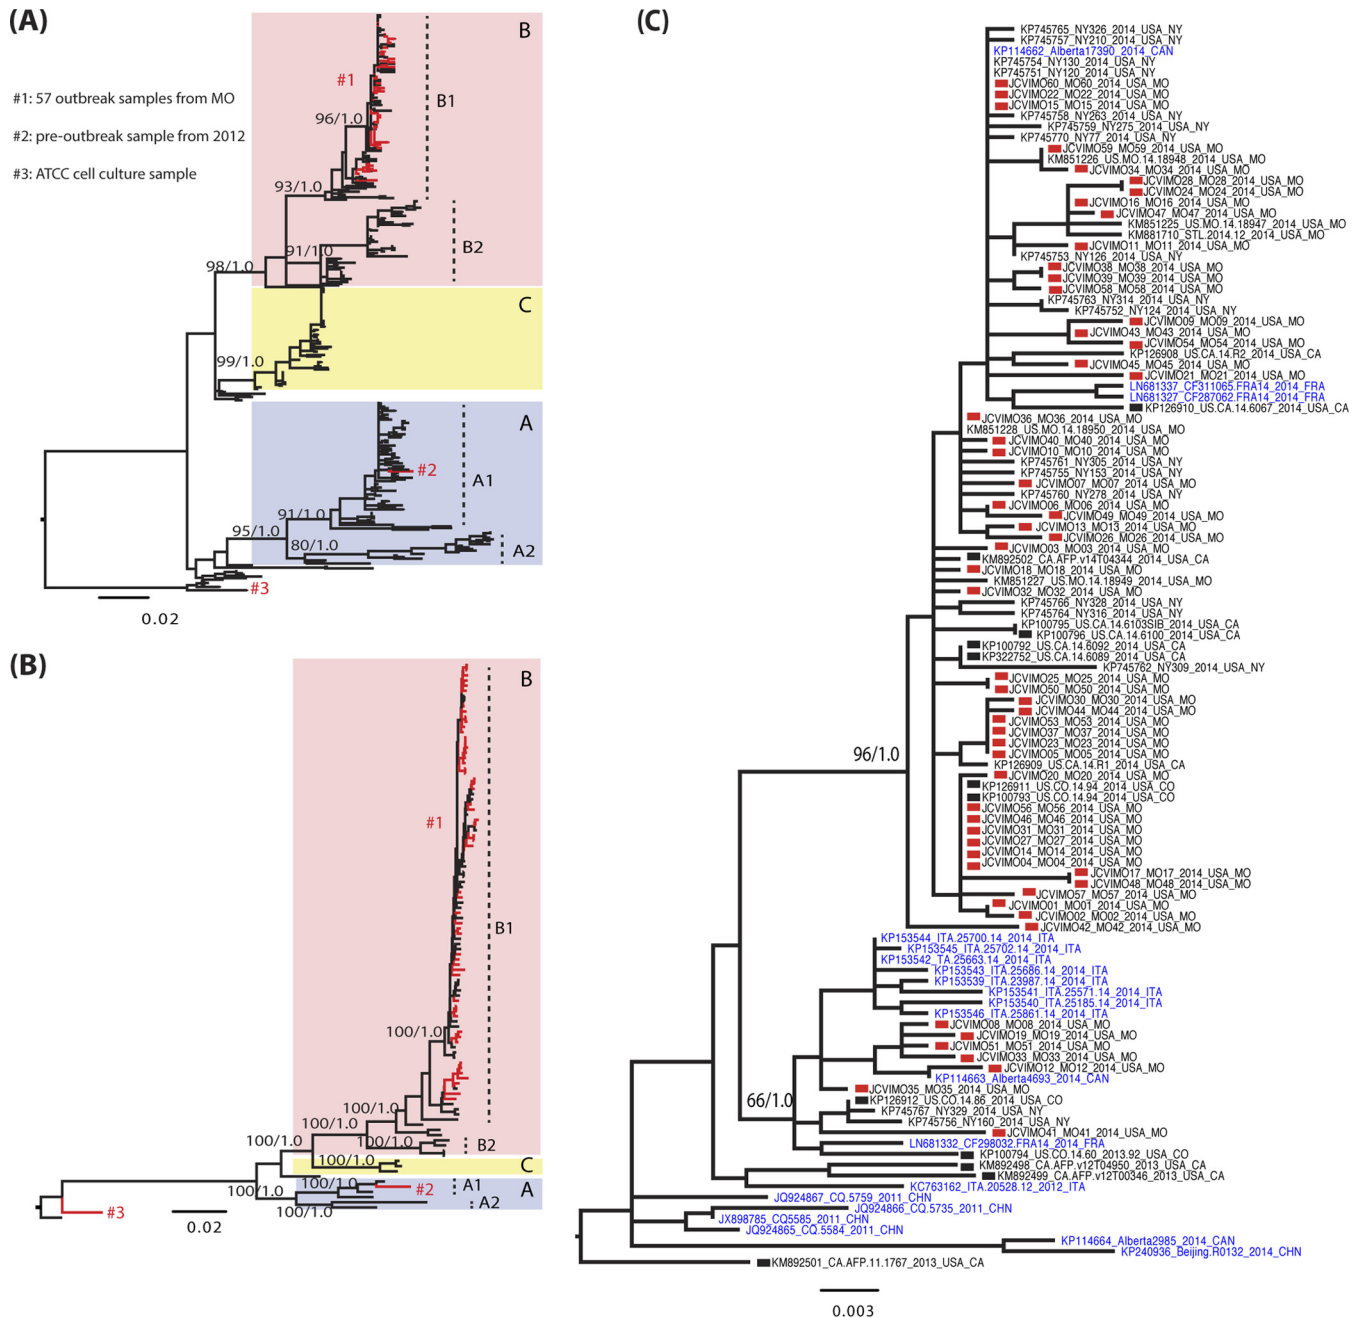 (A)
#1: 57 outbreak samples from MO
#2: pre-outbreak sample from 2012
#3: ATCC cell culture sample
B
#1
B1
96/1.0
93/1.0
91/1.0
B2
98/1.0
C
99/1.0
A
#2
A1
91/1.0
95/1.0
80/1.0
A2
#3
0.02
(B)
B
#1
B1
100/1.0
100/1.0
100/1.0
100/1.0
B2
100/1.0
100/1.0
C
100/1.0
A1
A
#2
100/1.0
A2
100/1.0
#3
0.02
(C)
KP745765_NY326_2014_USA_NY
KP745757_NY210_2014_USA_NY
KP114662_Alberta17390_2014_CAN
KP745754_NY130_2014_USA_NY
KP745751_NY120_2014_USA_NY
JCVIMO60_MO60_2014_USA_MO
JCVIMO22_MO22_2014_USA_MO
JCVIMO15_MO15_2014_USA_MO
KP745758_NY263_2014_USA_NY
KP745759_NY275_2014_USA_NY
KP745770_NY77_2014_USA_NY
JCVIMO59_MO59_2014_USA_MO
KM851226_US.MO.14.18948_2014_USA_MO
JCVIMO34_MO34_2014_USA_MO
JCVIMO28_MO28_2014_USA_MO
JCVIMO24_MO24_2014_USA_MO
JCVIMO16_MO16_2014_USA_MO
JCVIMO47_MO47_2014_USA_MO
KM851225_US.MO.14.18947_2014_USA_MO
KM881710_STL.2014.12_2014_USA_MO
JCVIMO11_MO11_2014_USA_MO
KP745753_NY126_2014_USA_NY
JCVIMO38_MO38_2014_USA_MO
JCVIMO39_MO39_2014_USA_MO
JCVIMO58_MO58_2014_USA_MO
KP745763_NY314_2014_USA_NY
KP745752_NY124_2014_USA_NY
JCVIMO09_MO09_2014_USA_MO
JCVIMO43_MO43_2014_USA_MO
JCVIMO54_MO54_2014_USA_MO
KP126908_US.CA.14.R2_2014_USA_CA
JCVIMO45_MO45_2014_USA_MO
JCVIMO21_MO21_2014_USA_MO
LN681337_CF311065.FRA14_2014_FRA
LN681327_CF287062.FRA14_2014_FRA
KP126910_US.CA.14.6067_2014_USA_CA
JCVIMO36_MO36_2014_USA_MO
KM851228_US.MO.14.18950_2014_USA_MO
JCVIMO40_MO40_2014_USA_MO
JCVIMO10_MO10_2014_USA_MO
KP745761_NY305_2014_USA_NY
KP745755_NY153_2014_USA_NY
JCVIMO07_MO07_2014_USA_MO
KP745760_NY278_2014_USA_NY
JCVIMO06_MO06_2014_USA_MO
JCVIMO49_MO49_2014_USA_MO
JCVIMO13_MO13_2014_USA_MO
JCVIMO26_MO26_2014_USA_MO
JCVIMO03_MO03_2014_USA_MO
KM892502_CA.AFP.v14T04344_2014_USA_CA
JCVIMO18_MO18_2014_USA_MO
KM851227_US.MO.14.18949_2014_USA_MO
JCVIMO32_MO32_2014_USA_MO
KP745766_NY328_2014_USA_NY
KP745764_NY316_2014_USA_NY
KP100795_US.CA.14.6103SIB_2014_USA_CA
KP100796_US.CA.14.6100_2014_USA_CA
KP100792_US.CA.14.6092_2014_USA_CA
KP322752_US.CA.14.6089_2014_USA_CA
KP745762_NY309_2014_USA_NY
JCVIMO25_MO25_2014_USA_MO
JCVIMO50_MO50_2014_USA_MO
JCVIMO30_MO30_2014_USA_MO
JCVIMO44_MO44_2014_USA_MO
JCVIMO53_MO53_2014_USA_MO
JCVIMO37_MO37_2014_USA_MO
JCVIMO23_MO23_2014_USA_MO
JCVIMO05_MO05_2014_USA_MO
KP126909_US.CA.14.R1_2014_USA_CA
JCVIMO20_MO20_2014_USA_MO
KP126911_US.CO.14.94_2014_USA_CO
KP100793_US.CO.14.94_2014_USA_CO
JCVIMO56_MO56_2014_USA_MO
JCVIMO46_MO46_2014_USA_MO
JCVIMO31_MO31_2014_USA_MO
JCVIMO27_MO27_2014_USA_MO
JCVIMO14_MO14_2014_USA_MO
JCVIMO04_MO04_2014_USA_MO
JCVIMO17_MO17_2014_USA_MO
JCVIMO48_MO48_2014_USA_MO
JCVIMO57_MO57_2014_USA_MO
JCVIMO01_MO01_2014_USA_MO
JCVIMO02_MO02_2014_USA_MO
JCVIMO42_MO42_2014_USA_MO
96/1.0
KP153544_ITA.25700.14_2014_ITA
KP153545_ITA.25702.14_2014_ITA
KP153542_TA.25663.14_2014_ITA
KP153543_ITA.25686.14_2014_ITA
KP153539_ITA.23987.14_2014_ITA
KP153541_ITA.25571.14_2014_ITA
KP153540_ITA.25185.14_2014_ITA
KP153546_ITA.25861.14_2014_ITA
JCVIMO08_MO08_2014_USA_MO
JCVIMO19_MO19_2014_USA_MO
JCVIMO51_MO51_2014_USA_MO
JCVIMO33_MO33_2014_USA_MO
JCVIMO12_MO12_2014_USA_MO
KP114663_Alberta4693_2014_CAN
JCVIMO35_MO35_2014_USA_MO
66/1.0
KP126912_US.CO.14.86_2014_USA_CO
KP745767_NY329_2014_USA_NY
KP745756_NY160_2014_USA_NY
JCVIMO41_MO41_2014_USA_MO
LN681332_CF298032.FRA14_2014_FRA
KP100794_US.CO.14.60_2013.92_USA_CO
KM892498_CA.AFP.v12T04950_2013_USA_CA
KM892499_CA.AFP.v12T00346_2013_USA_CA
KC763162_ITA.20528.12_2012_ITA
JQ924867_CQ.5759_2011_CHN
JQ924866_CQ.5735_2011_CHN
JX898785_CQ5585_2011_CHN
JQ924865_CQ.5584_2011_CHN
KP114664_Alberta2985_2014_CAN
KP240936_Beijing.R0132_2014_CHN
KM892501_CA.AFP.11.1767_2013_USA_CA
0.003